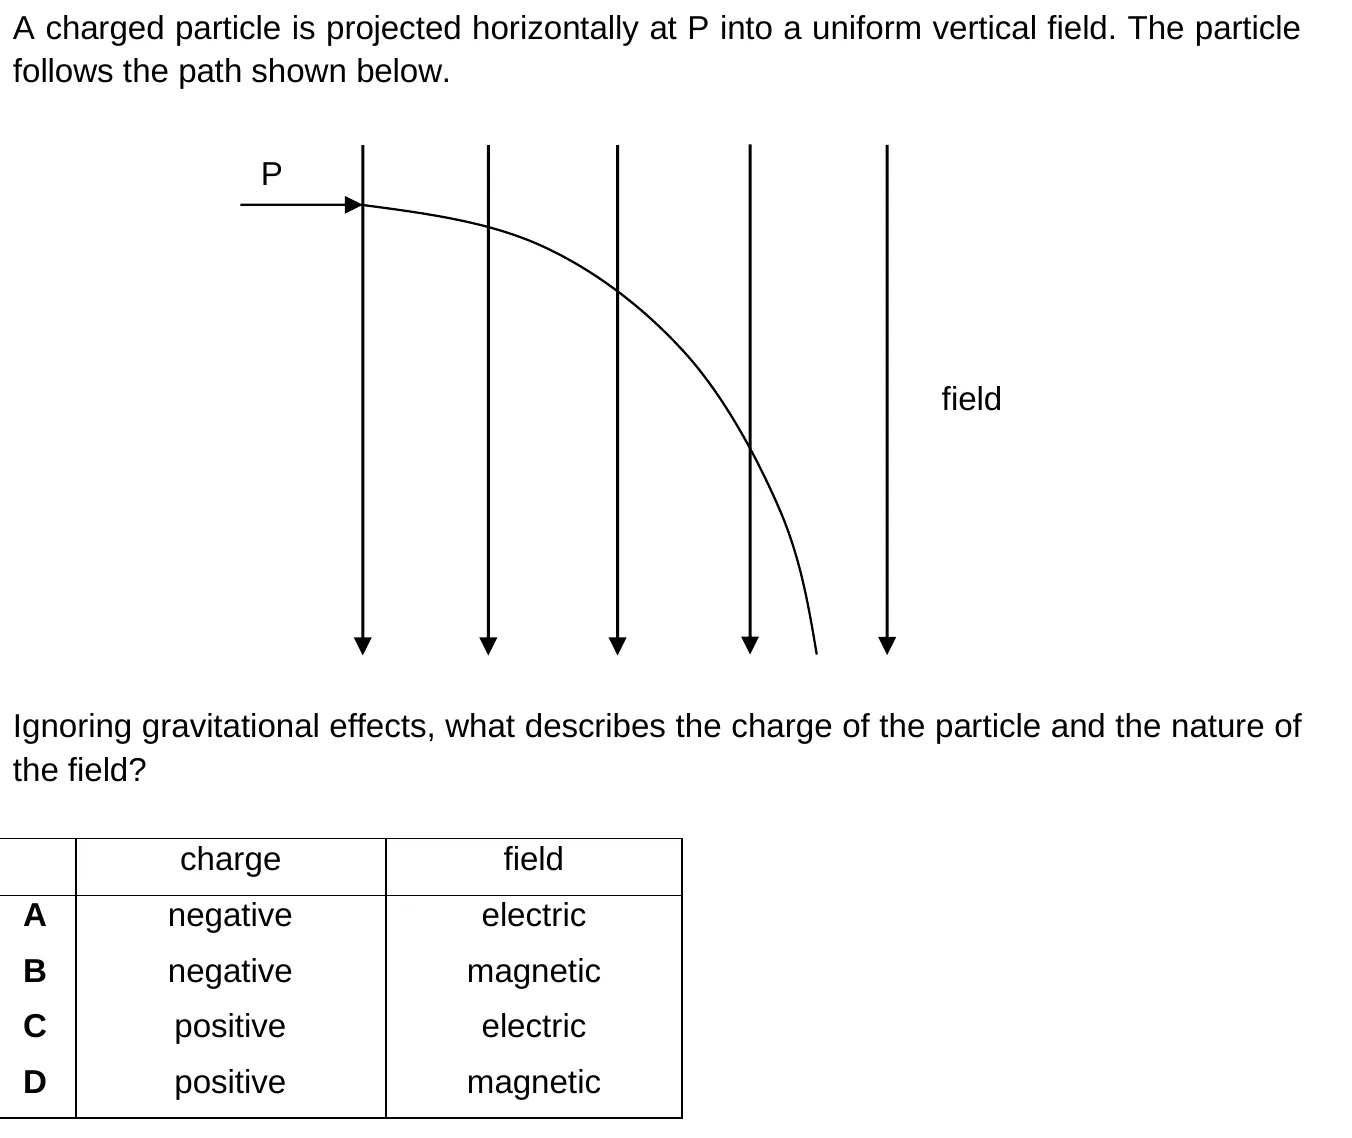 A charged particle is projected horizontally at P into a uniform vertical field. The particle
follows the path shown below.
P
field
Ignoring gravitational effects, what describes the charge of the particle and the nature of
the field?
charge field
A negative electric
B negative magnetic
C positive electric
D positive magnetic